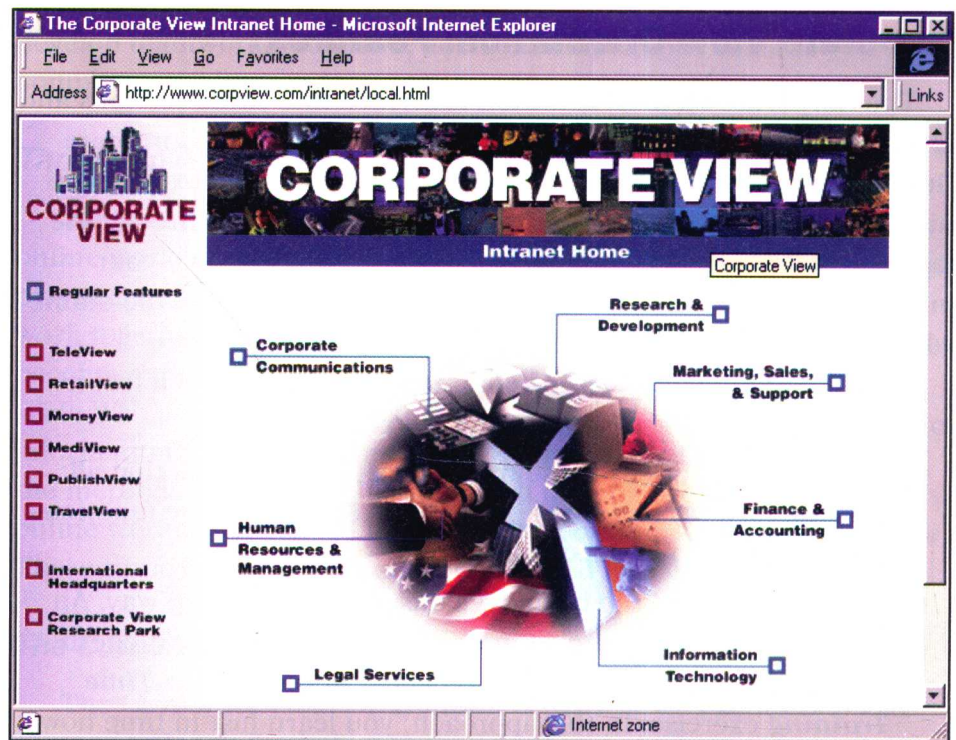 The Corporate View Intranet Home - Microsoft Internet Explorer
File Edit View Go Favorites Help
Address http://www.corpview.com/intranet/local.html Links
CORPORATE
VIEW
Regular Features
TeleView
RetailView
MoneyView
MediView
PublishView
TravelView
International
Headquarters
Corporate View
Research Park
CORPORATE VIEW
Intranet Home
Corporate View
Research &
Development
Corporate
Communications
Marketing, Sales,
& Support
Finance &
Accounting
Human
Resources &
Management
Information
Technology
Legal Services
Internet zone